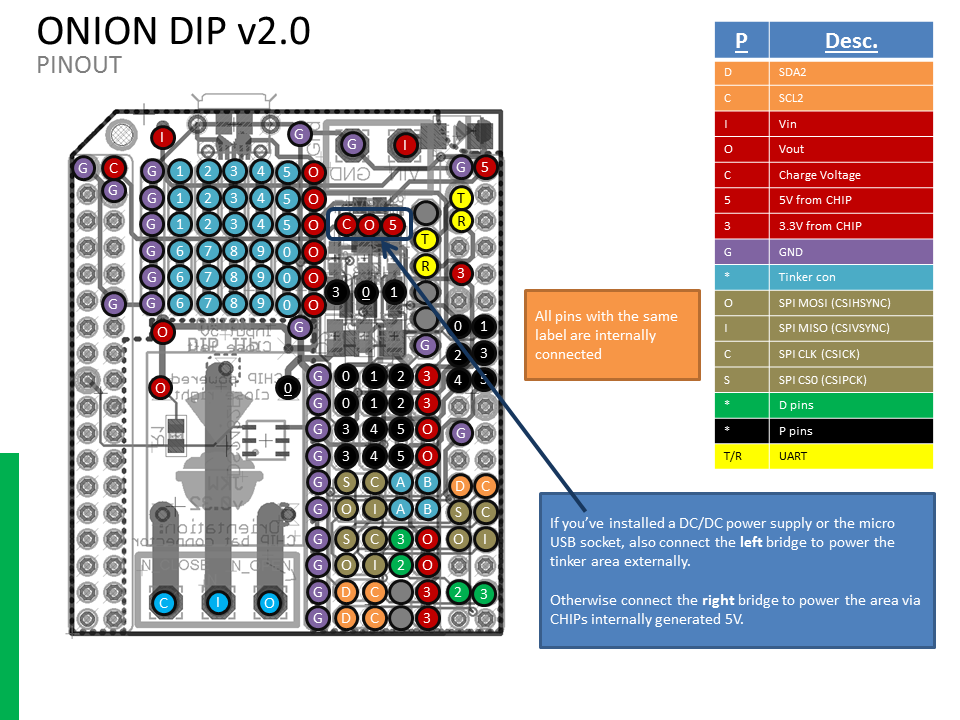 ONION DIP v2.0
PINOUT
P Desc.
D SDA2
C SCL2
I Vin
O Vout
C Charge Voltage
5 5V from CHIP
3 3.3V from CHIP
G GND
* Tinker con
O SPI MOSI (CSIHSYNC)
I SPI MISO (CSIVSYNC)
C SPI CLK (CSICK)
S SPI CS0 (CSIPCK)
* D pins
* P pins
T/R UART
I G G I
G C G 1 2 3 4 5 O G 5
G G 1 2 3 4 5 O T
G 1 2 3 4 5 O C O 5 R
T
G 6 7 8 9 0 O
G 6 7 8 9 0 O R 3
3 0 1
G G 6 7 8 9 0 O
O G 0 1
G 2 3
G 0 1 2 3 4 5
O 0
G 0 1 2 3
G 3 4 5 O G
G 3 4 5 O
G S C A B D C
G O I A B S C
G S C 3 O O I
G O I 2 O
G D C 3 2 3
C I O
G D C 3
All pins with the same
label are internally
connected
If you’ve installed a DC/DC power supply or the micro
USB socket, also connect the left bridge to power the
tinker area externally.
Otherwise connect the right bridge to power the area via
CHIPs internally generated 5V.